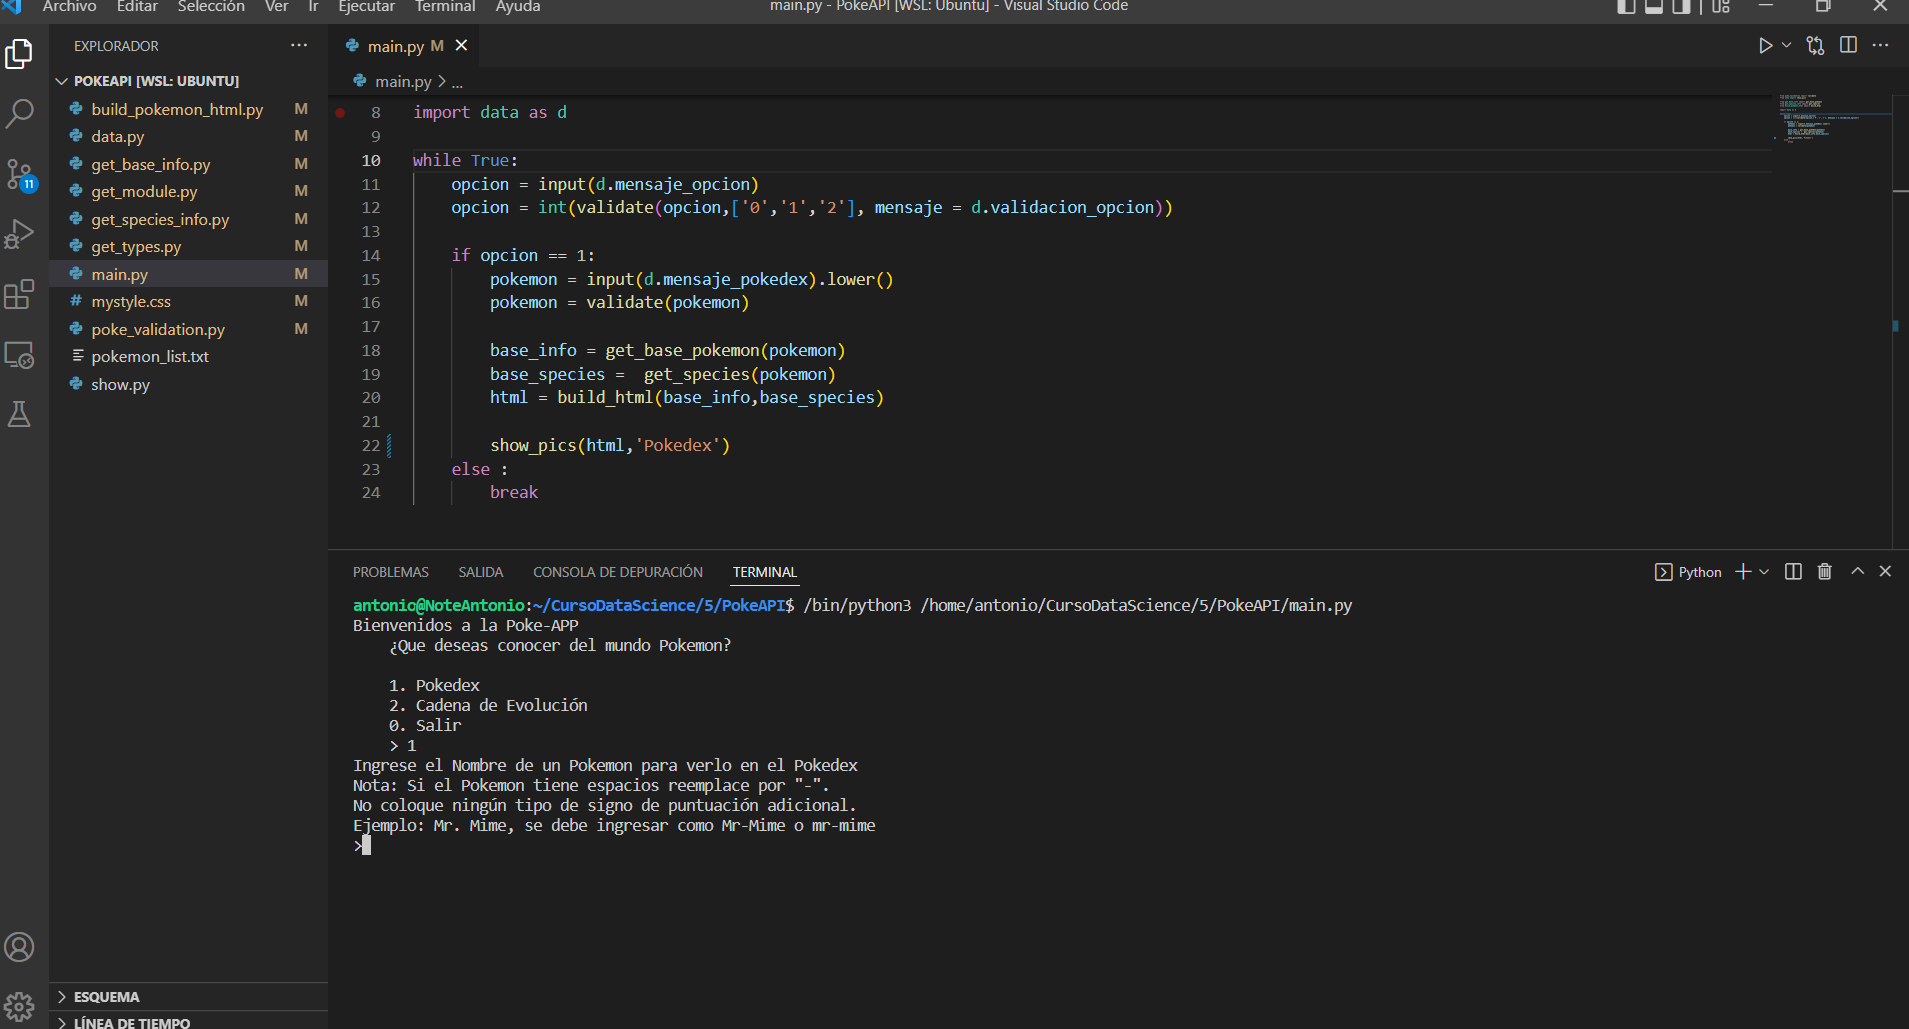 Archivo Editar Selección Ver Ir Ejecutar Terminal Ayuda
main.py - PokeAPI [WSL: Ubuntu] - Visual Studio Code
EXPLORADOR
POKEAPI [WSL: UBUNTU]
build_pokemon_html.py M
data.py M
get_base_info.py M
get_module.py M
get_species_info.py M
get_types.py M
main.py M
# mystyle.css M
poke_validation.py M
pokemon_list.txt
show.py
11
ESQUEMA
LÍNEA DE TIEMPO
main.py M
main.py > ...
8 import data as d
9
10 while True:
11 opcion = input(d.mensaje_opcion)
12 opcion = int(validate(opcion,['0','1','2'], mensaje = d.validacion_opcion))
13
14 if opcion == 1:
15 pokemon = input(d.mensaje_pokedex).lower()
16 pokemon = validate(pokemon)
17
18 base_info = get_base_pokemon(pokemon)
19 base_species =  get_species(pokemon)
20 html = build_html(base_info,base_species)
21
22 show_pics(html,'Pokedex')
23 else :
24 break
PROBLEMAS SALIDA CONSOLA DE DEPURACIÓN TERMINAL
Python
antonio@NoteAntonio:~/CursoDataScience/5/PokeAPI$ /bin/python3 /home/antonio/CursoDataScience/5/PokeAPI/main.py
Bienvenidos a la Poke-APP
¿Que deseas conocer del mundo Pokemon?
1. Pokedex
2. Cadena de Evolución
0. Salir
> 1
Ingrese el Nombre de un Pokemon para verlo en el Pokedex
Nota: Si el Pokemon tiene espacios reemplace por "-".
No coloque ningún tipo de signo de puntuación adicional.
Ejemplo: Mr. Mime, se debe ingresar como Mr-Mime o mr-mime
>